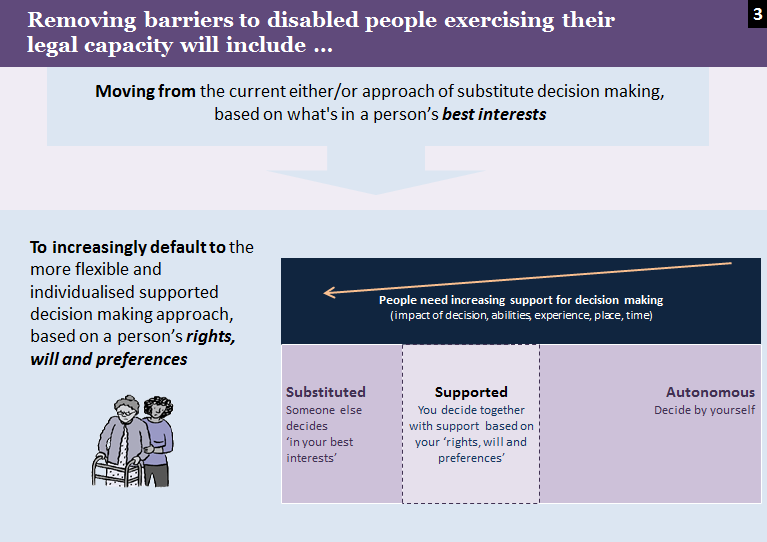 Removing barriers to disabled people exercising their
legal capacity will include ...
3
Moving from the current either/or approach of substitute decision making,
based on what's in a person’s best interests
To increasingly default to the
more flexible and
individualised supported
decision making approach,
based on a person’s rights,
will and preferences
People need increasing support for decision making
(impact of decision, abilities, experience, place, time)
Substituted
Someone else
decides
‘in your best
interests’
Supported
You decide together
with support based on
your ‘rights, will and
preferences’
Autonomous
Decide by yourself